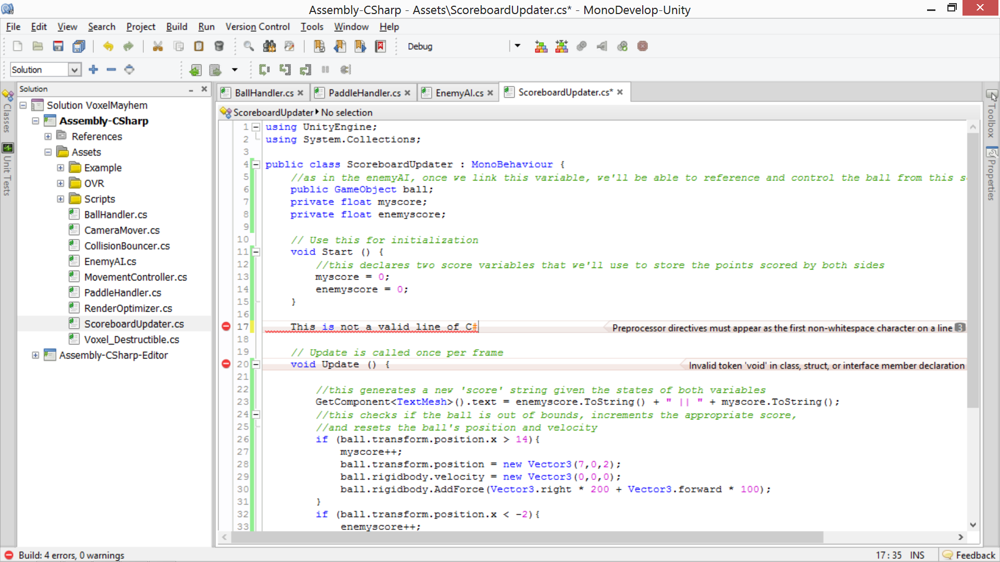 Assembly-CSharp - Assets\ScoreboardUpdater.cs* - MonoDevelop-Unity
File Edit View Search Project Build Run Version Control Tools Window Help
Debug
Solution
Solution
Solution VoxelMayhem
Assembly-CSharp
References
Assets
Example
OVR
Scripts
BallHandler.cs
CameraMover.cs
CollisionBouncer.cs
EnemyAI.cs
MovementController.cs
PaddleHandler.cs
RenderOptimizer.cs
ScoreboardUpdater.cs
Voxel_Destructible.cs
Assembly-CSharp-Editor
Classes
Unit Tests
BallHandler.cs PaddleHandler.cs EnemyAI.cs ScoreboardUpdater.cs*
ScoreboardUpdater No selection
1 using UnityEngine;
2 using System.Collections;
3
4 public class ScoreboardUpdater : MonoBehaviour {
5 //as in the enemyAI, once we link this variable, we'll be able to reference and control the ball from this s
6 public GameObject ball;
7 private float myscore;
8 private float enemyscore;
9
10 // Use this for initialization
11 void Start () {
12 //this declares two score variables that we'll use to store the points scored by both sides
13 myscore = 0;
14 enemyscore = 0;
15 }
16
17 This is not a valid line of C# Preprocessor directives must appear as the first non-whitespace character on a line 3
18
19 // Update is called once per frame
20 void Update () { Invalid token 'void' in class, struct, or interface member declaration
21
22 //this generates a new 'score' string given the states of both variables
23 GetComponent<TextMesh>().text = enemyscore.ToString() + " || " + myscore.ToString();
24 //this checks if the ball is out of bounds, increments the appropriate score,
25 //and resets the ball's position and velocity
26 if (ball.transform.position.x > 14){
27 myscore++;
28 ball.transform.position = new Vector3(7,0,2);
29 ball.rigidbody.velocity = new Vector3(0,0,0);
30 ball.rigidbody.AddForce(Vector3.right * 200 + Vector3.forward * 100);
31 }
32 if (ball.transform.position.x < -2){
33 enemyscore++;
Toolbox
Properties
Build: 4 errors, 0 warnings 17 : 35 INS Feedback